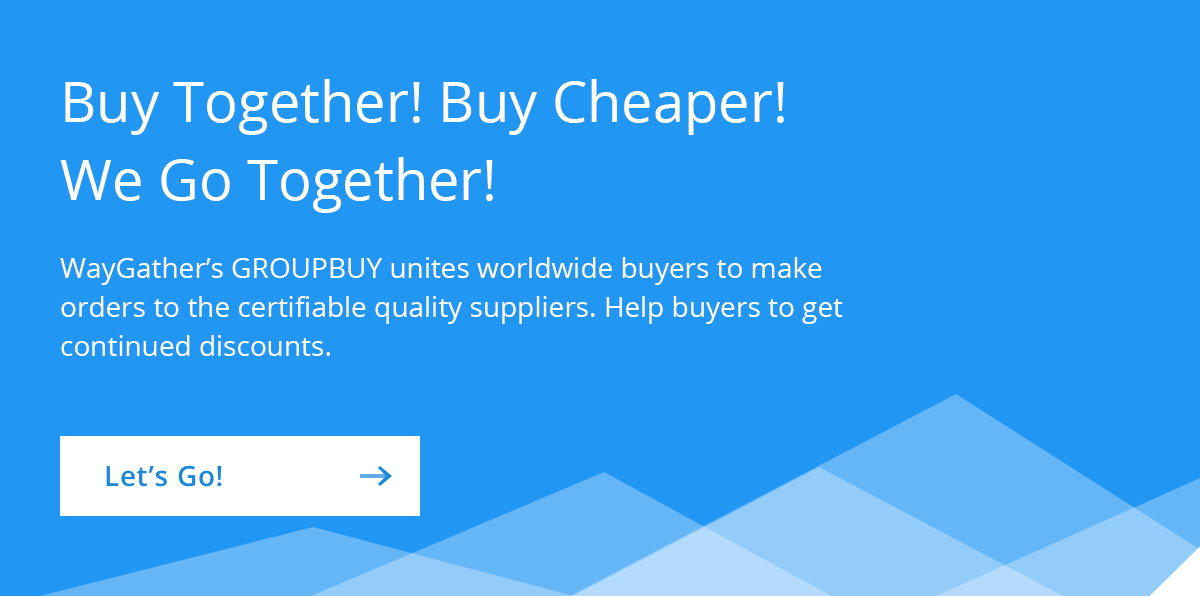 Buy Together! Buy Cheaper!
We Go Together!
WayGather’s GROUPBUY unites worldwide buyers to make
orders to the certifiable quality suppliers. Help buyers to get
continued discounts.
Let’s Go!